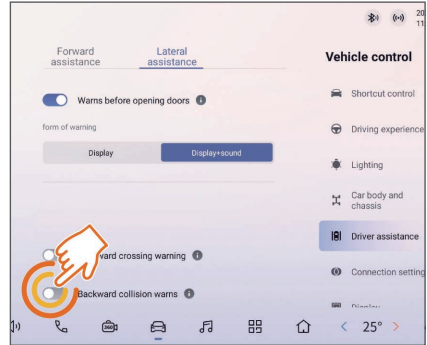 20
11
Forward
assistance
Lateral
assistance
Vehicle control
Warns before opening doors
Shortcut control
form of warning
Driving experience
Display
Display+sound
Lighting
Car body and
chassis
Driver assistance
crossing warning
Connection setting
Backward collision warns
360
25°